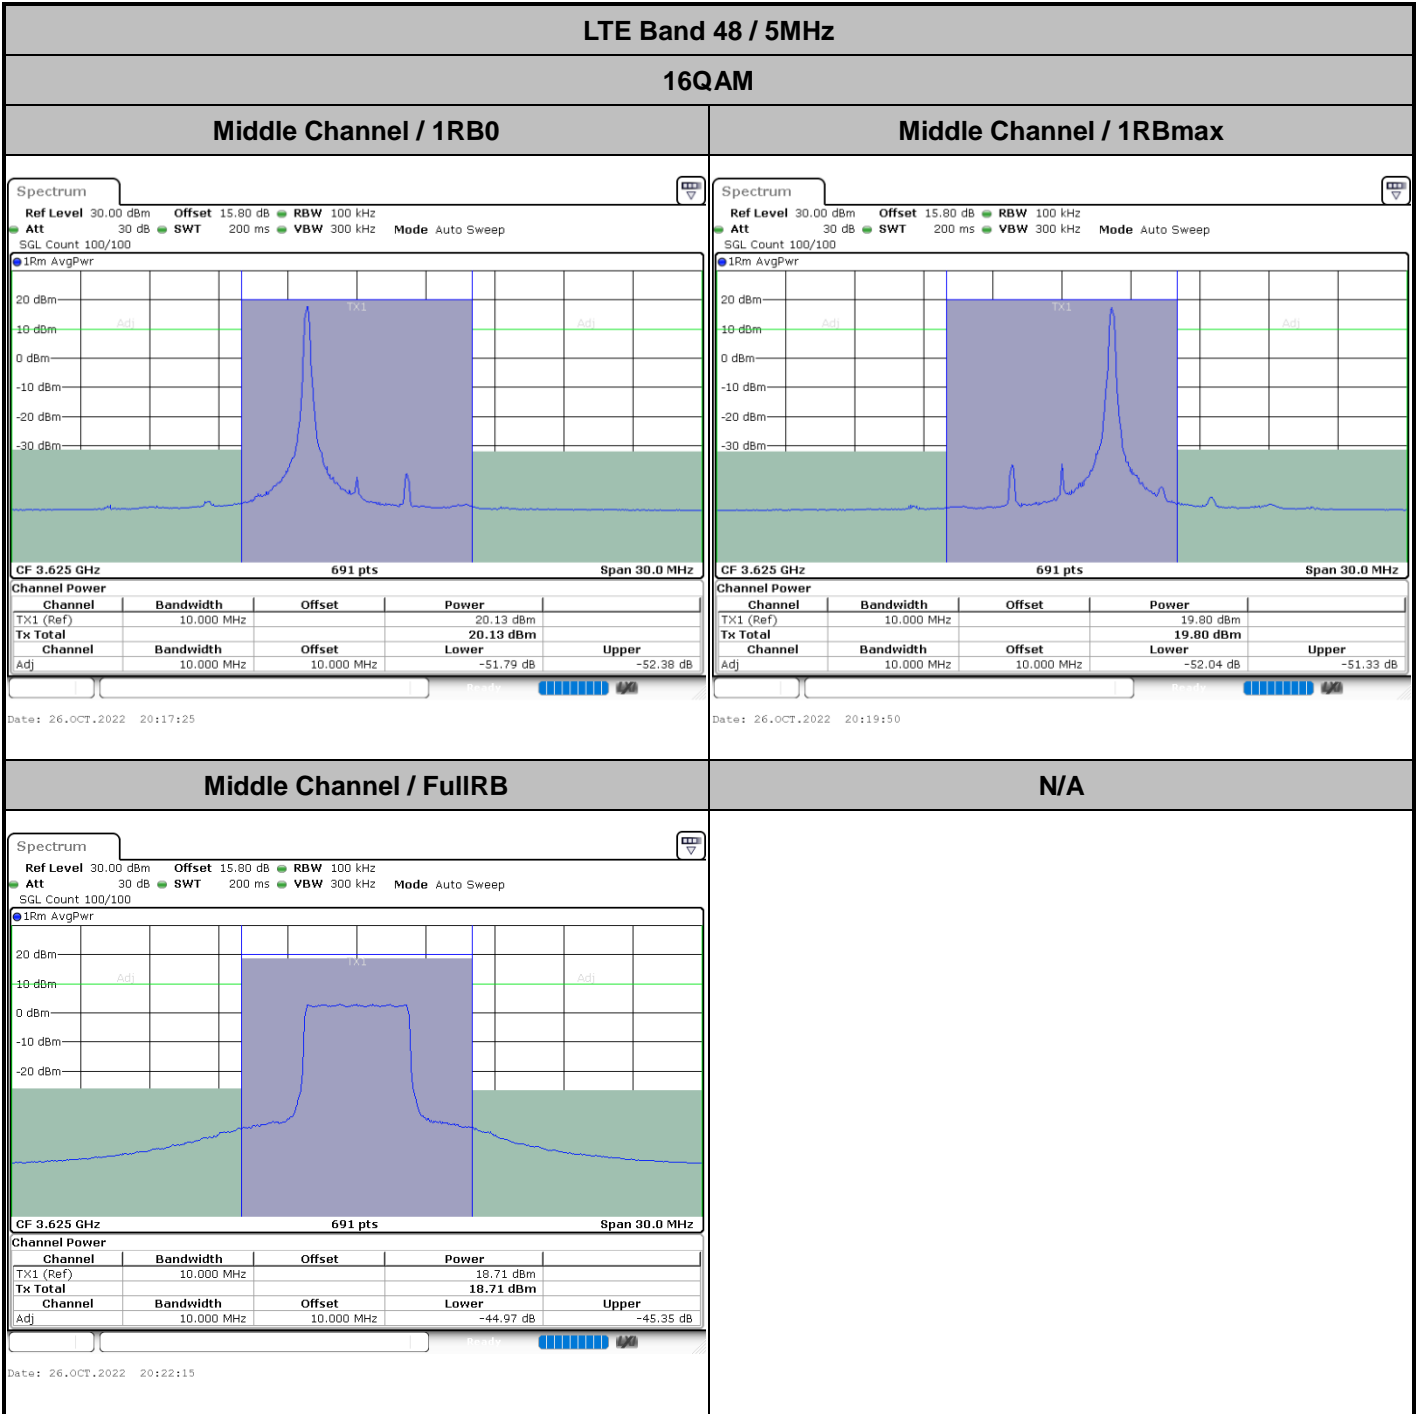 LTE Band 48 / 5MHz
16QAM
Middle Channel / 1RB0
Middle Channel / 1RBmax
Spectrum
Ref Level 30.00 dBm Offset 15.80 dB RBW 100 kHz
Att 30 dB SWT 200 ms VBW 300 kHz Mode Auto Sweep
SGL Count 100/100
1Rm AvgPwr
TX1
20 dBm
Adj
Adj
10 dBm
0 dBm
-10 dBm
-20 dBm
-30 dBm
CF 3.625 GHz 691 pts Span 30.0 MHz
Channel Power
Channel Bandwidth Offset Power
TX1 (Ref) 10.000 MHz 20.13 dBm
Tx Total 20.13 dBm
Channel Bandwidth Offset Lower Upper
Adj 10.000 MHz 10.000 MHz -51.79 dB -52.38 dB
Ready
Date: 26.OCT.2022 20:17:25
Spectrum
Ref Level 30.00 dBm Offset 15.80 dB RBW 100 kHz
Att 30 dB SWT 200 ms VBW 300 kHz Mode Auto Sweep
SGL Count 100/100
1Rm AvgPwr
TX1
20 dBm
Adj
Adj
10 dBm
0 dBm
-10 dBm
-20 dBm
-30 dBm
CF 3.625 GHz 691 pts Span 30.0 MHz
Channel Power
Channel Bandwidth Offset Power
TX1 (Ref) 10.000 MHz 19.80 dBm
Tx Total 19.80 dBm
Channel Bandwidth Offset Lower Upper
Adj 10.000 MHz 10.000 MHz -52.04 dB -51.33 dB
Ready
Date: 26.OCT.2022 20:19:50
Middle Channel / FullRB
N/A
Spectrum
Ref Level 30.00 dBm Offset 15.80 dB RBW 100 kHz
Att 30 dB SWT 200 ms VBW 300 kHz Mode Auto Sweep
SGL Count 100/100
1Rm AvgPwr
20 dBm
TX1
Adj
Adj
10 dBm
0 dBm
-10 dBm
-20 dBm
CF 3.625 GHz 691 pts Span 30.0 MHz
Channel Power
Channel Bandwidth Offset Power
TX1 (Ref) 10.000 MHz 18.71 dBm
Tx Total 18.71 dBm
Channel Bandwidth Offset Lower Upper
Adj 10.000 MHz 10.000 MHz -44.97 dB -45.35 dB
Ready
Date: 26.OCT.2022 20:22:15